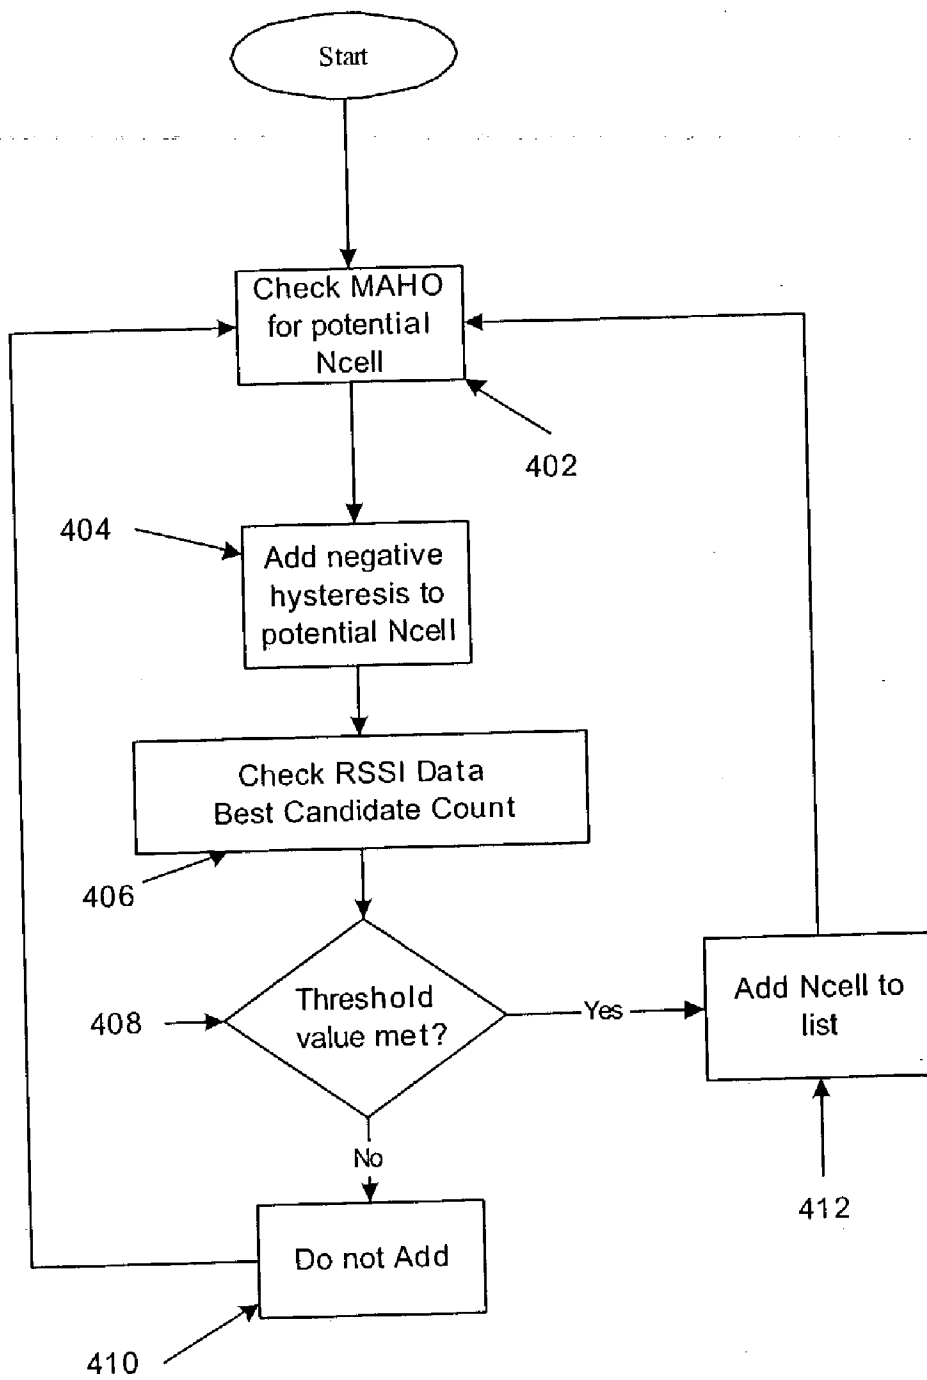 Start
Check MAHO
for potential
Ncell
402
404
Add negative
hysteresis to
potential Ncell
Check RSSI Data
Best Candidate Count
406
Threshold
value met?
408
Yes
Add Ncell to
list
412
No
Do not Add
410